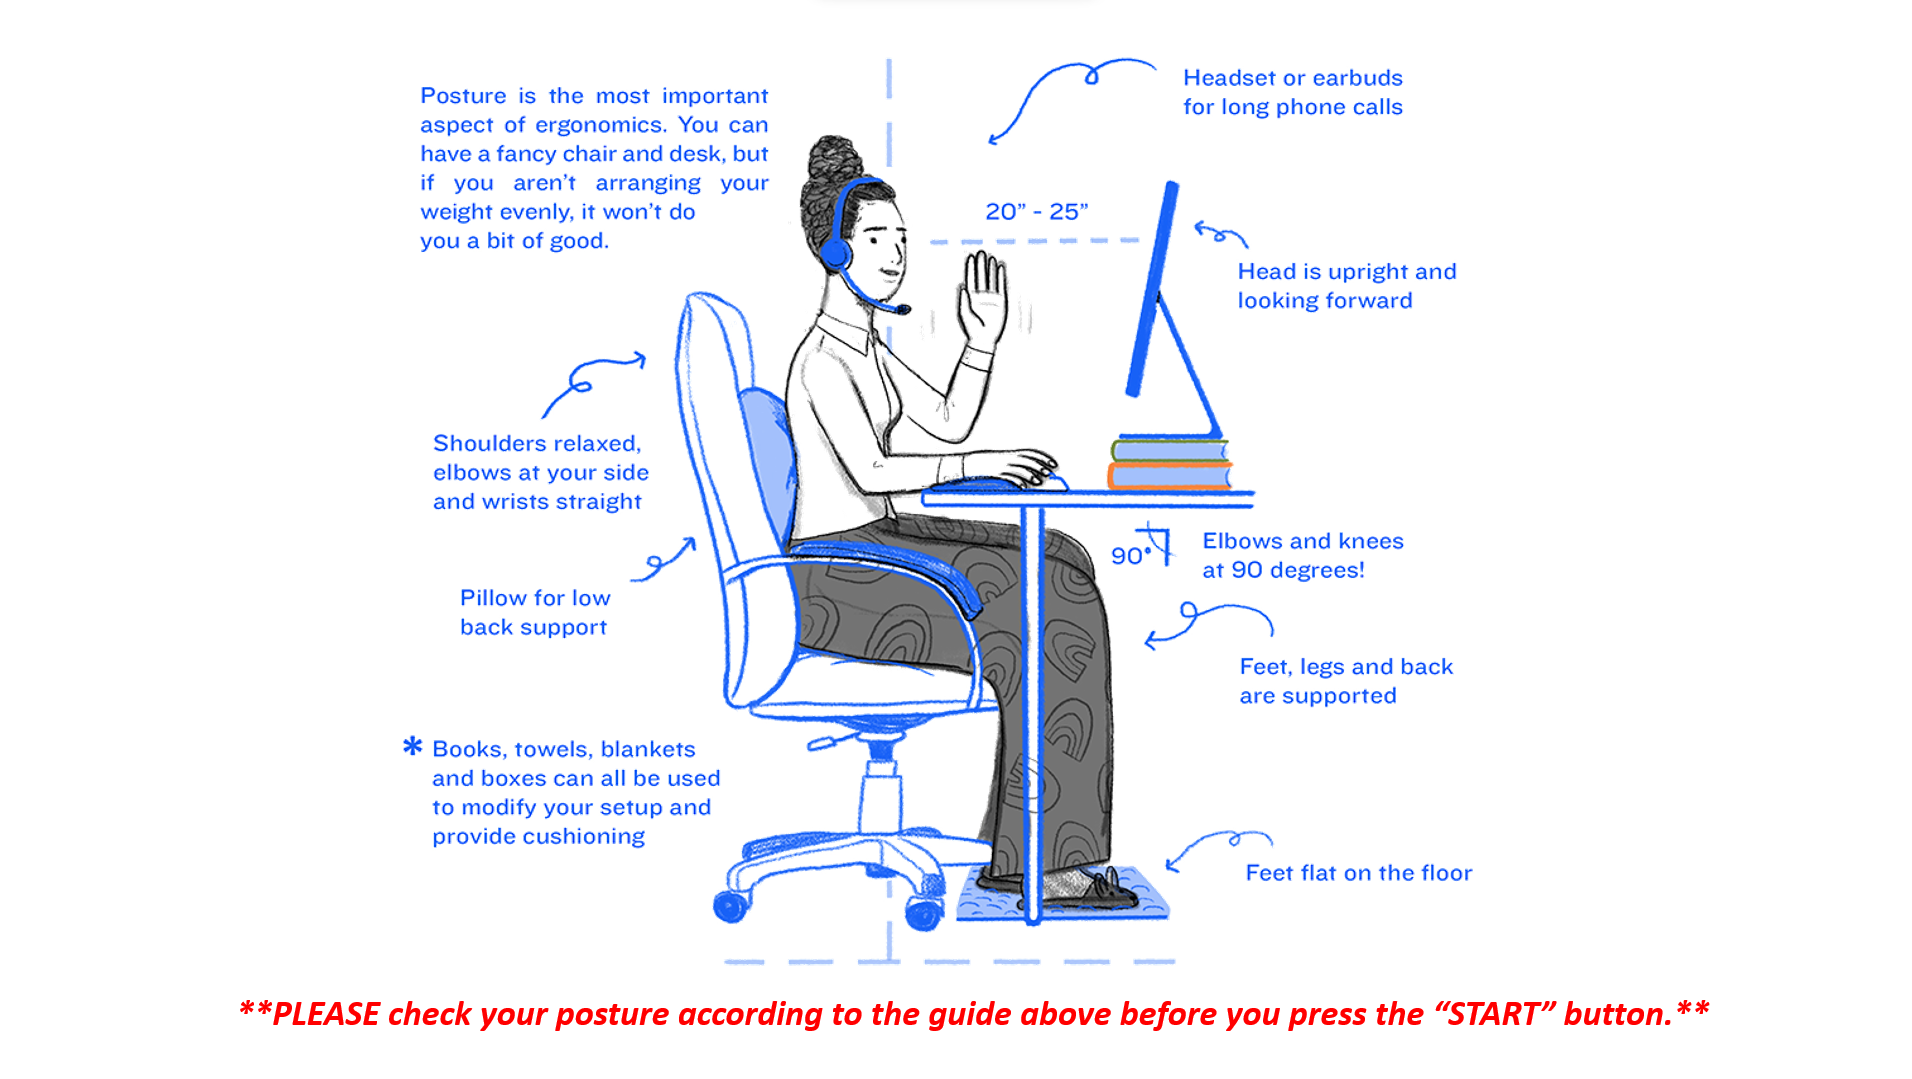 Posture is the most important
aspect of ergonomics. You can
have a fancy chair and desk, but
if you aren't arranging your
weight evenly, it won't do
you a bit of good.
Headset or earbuds
for long phone calls
20” - 25”
Head is upright and
looking forward
Shoulders relaxed,
elbows at your side
and wrists straight
90°
Elbows and knees
at 90 degrees!
Pillow for low
back support
Feet, legs and back
are supported
* Books, towels, blankets
and boxes can all be used
to modify your setup and
provide cushioning
Feet flat on the floor
**PLEASE check your posture according to the guide above before you press the “START” button.**